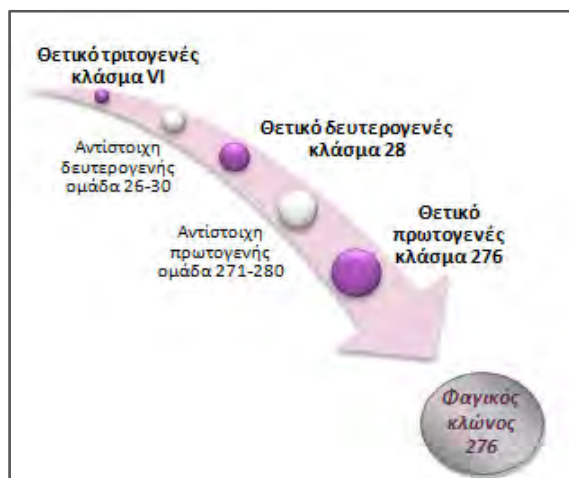 Θετικό τριτογενές
κλάσμα VI
Αντίστοιχη
δευτερογενής
ομάδα 26-30
Θετικό δευτερογενές
κλάσμα 28
Αντίστοιχη
πρωτογενής
ομάδα 271-280
Θετικό
πρωτογενές
κλάσμα 276
Φαγικός
κλώνος
276